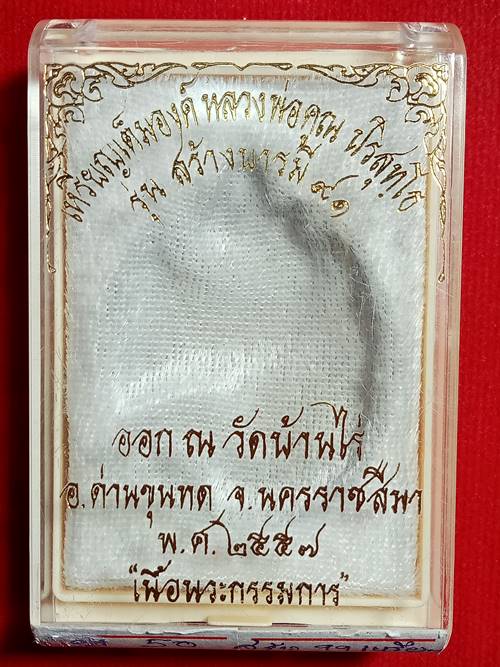 เหรียญเต็มองค์ หลวงพ่อคูณ ปริสุทฺโธ
รุ่น สร้างบารมี ๙๑
ออก ณ วัดบ้านไร่
อ.ด่านขุนทด จ.นครราชสีมา
พ.ศ. ๒๕๕๗
"เนื้อพระกรรมการ"
50